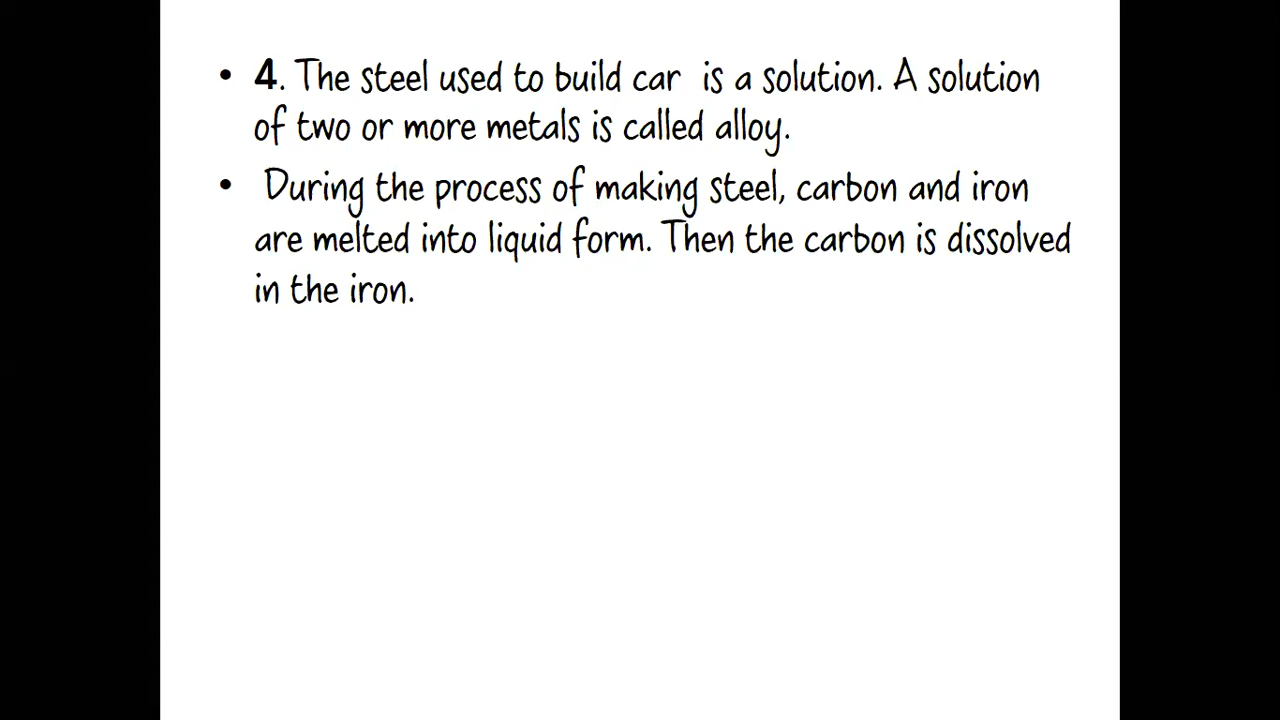 • 4. The steel used to build car  is a solution. A solution
of two or more metals is called alloy.
•  During the process of making steel, carbon and iron
are melted into liquid form. Then the carbon is dissolved
in the iron.